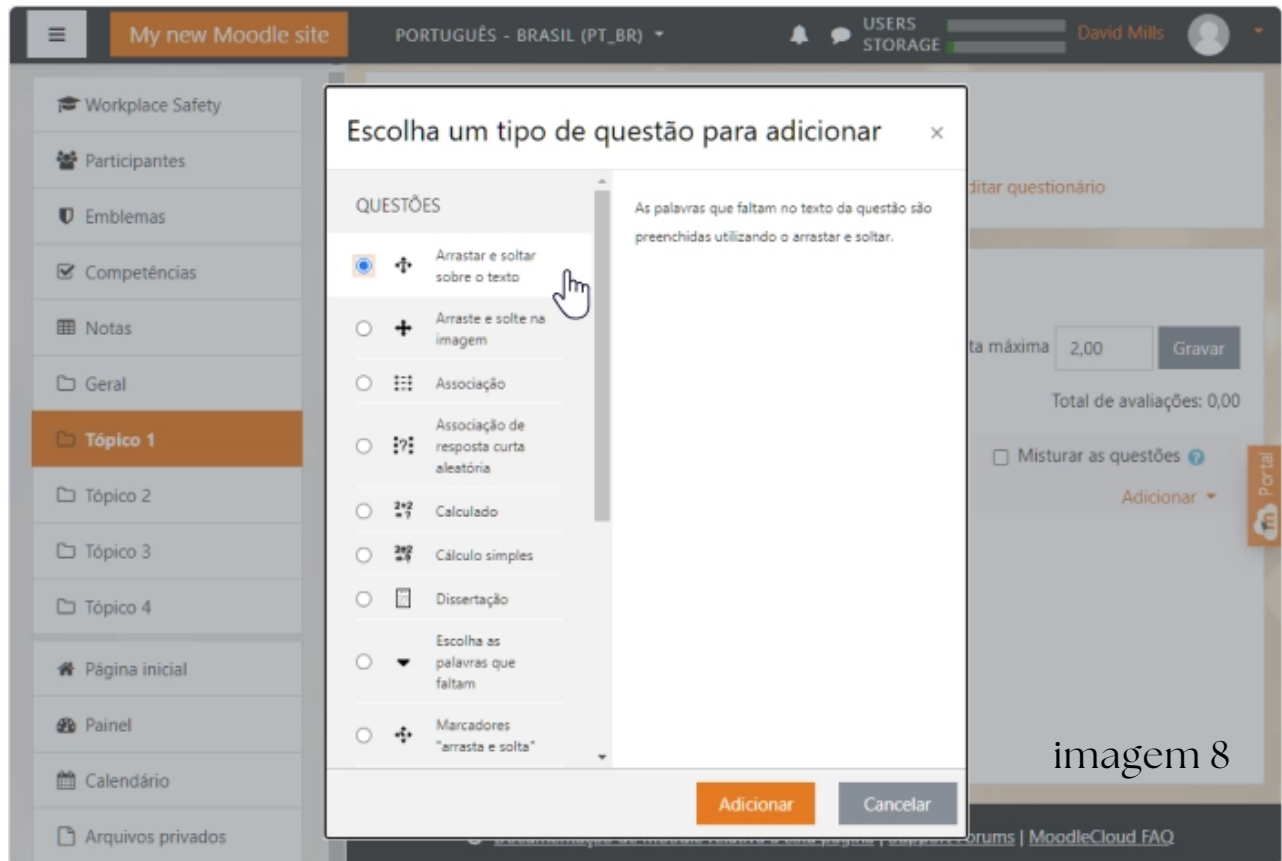 My new Moodle site
PORTUGUÊS - BRASIL (PT_BR)
USERS
STORAGE
David Mills
Workplace Safety
Participantes
Emblemas
Competências
Notas
Geral
Tópico 1
Tópico 2
Tópico 3
Tópico 4
Página inicial
Painel
Calendário
Arquivos privados
Escolha um tipo de questão para adicionar
×
QUESTÕES
Arrastar e soltar
sobre o texto
Arraste e solte na
imagem
Associação
Associação de
resposta curta
aleatória
Calculado
Cálculo simples
Dissertação
Escolha as
palavras que
faltam
Marcadores
"arrasta e solta"
As palavras que faltam no texto da questão são
preenchidas utilizando o arrastar e soltar.
Adicionar
Cancelar
ditar questionário
ta máxima 2,00 Gravar
Total de avaliações: 0,00
Misturar as questões
Adicionar
Portal
imagem 8
orums | MoodleCloud FAQ